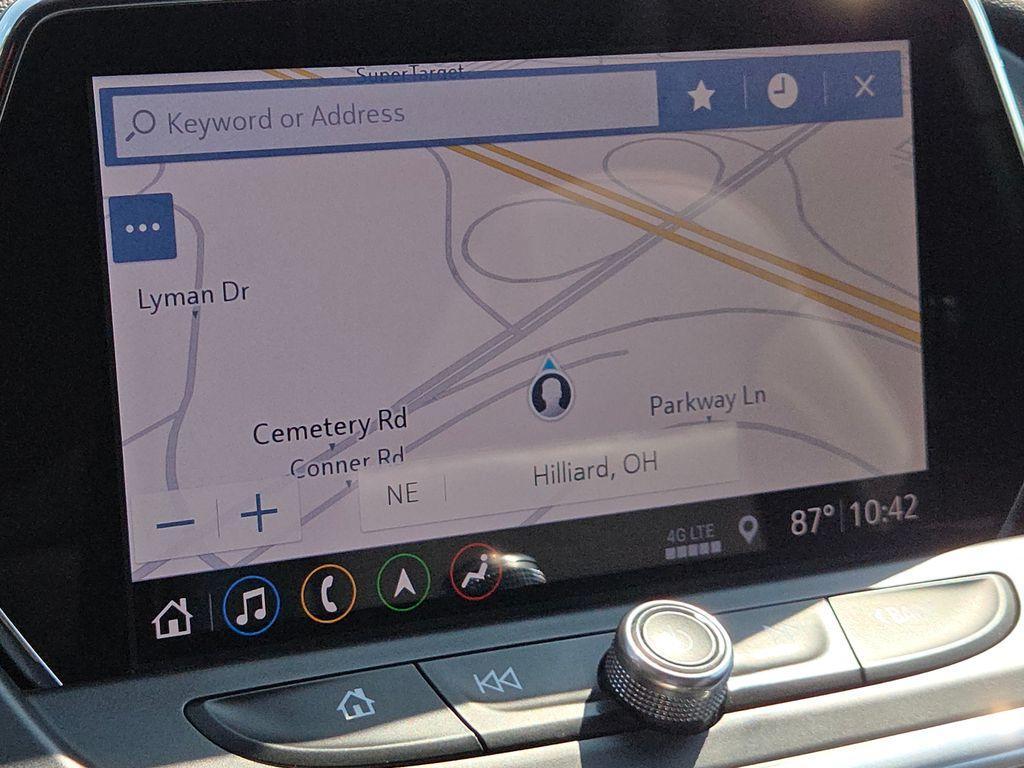 SuperTarget
Keyword or Address
Lyman Dr
Cemetery Rd
Parkway Ln
Conner Rd
NE
Hilliard, OH
4G LTE
87° 10:42